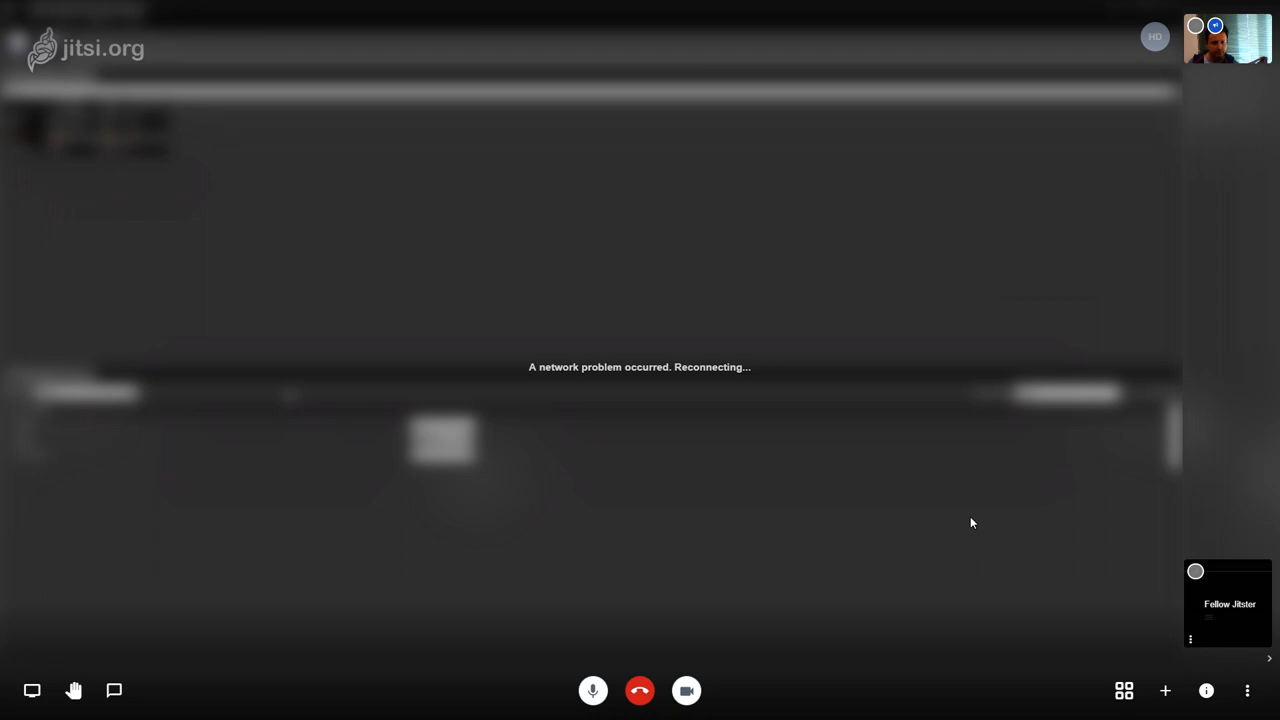 jitsi.org
HD
A network problem occurred. Reconnecting...
Fellow Jitster